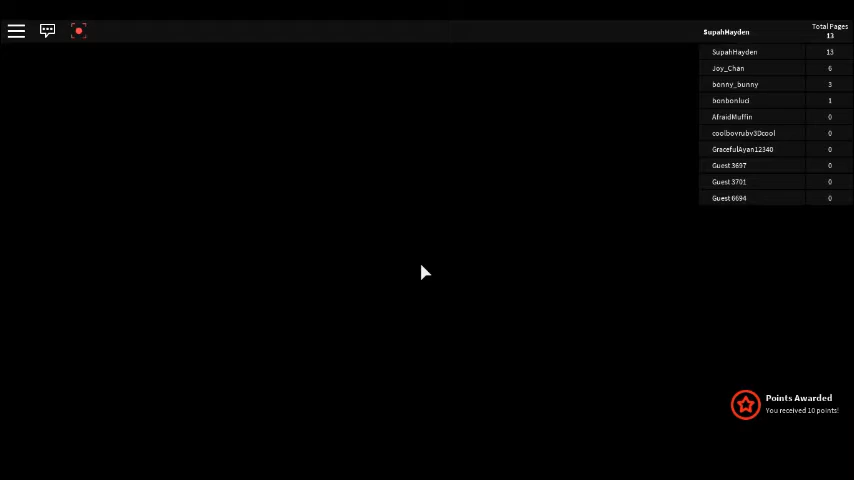 SupahHayden Total Pages 13
SupahHayden 13
Joy_Chan 6
bonny_bunny 3
bonbonluci 1
AfraidMuffin 0
coolbovrubv3Dcool 0
GracefulAyan12340 0
Guest 3697 0
Guest 3701 0
Guest 6694 0
Points Awarded
You received 10 points!